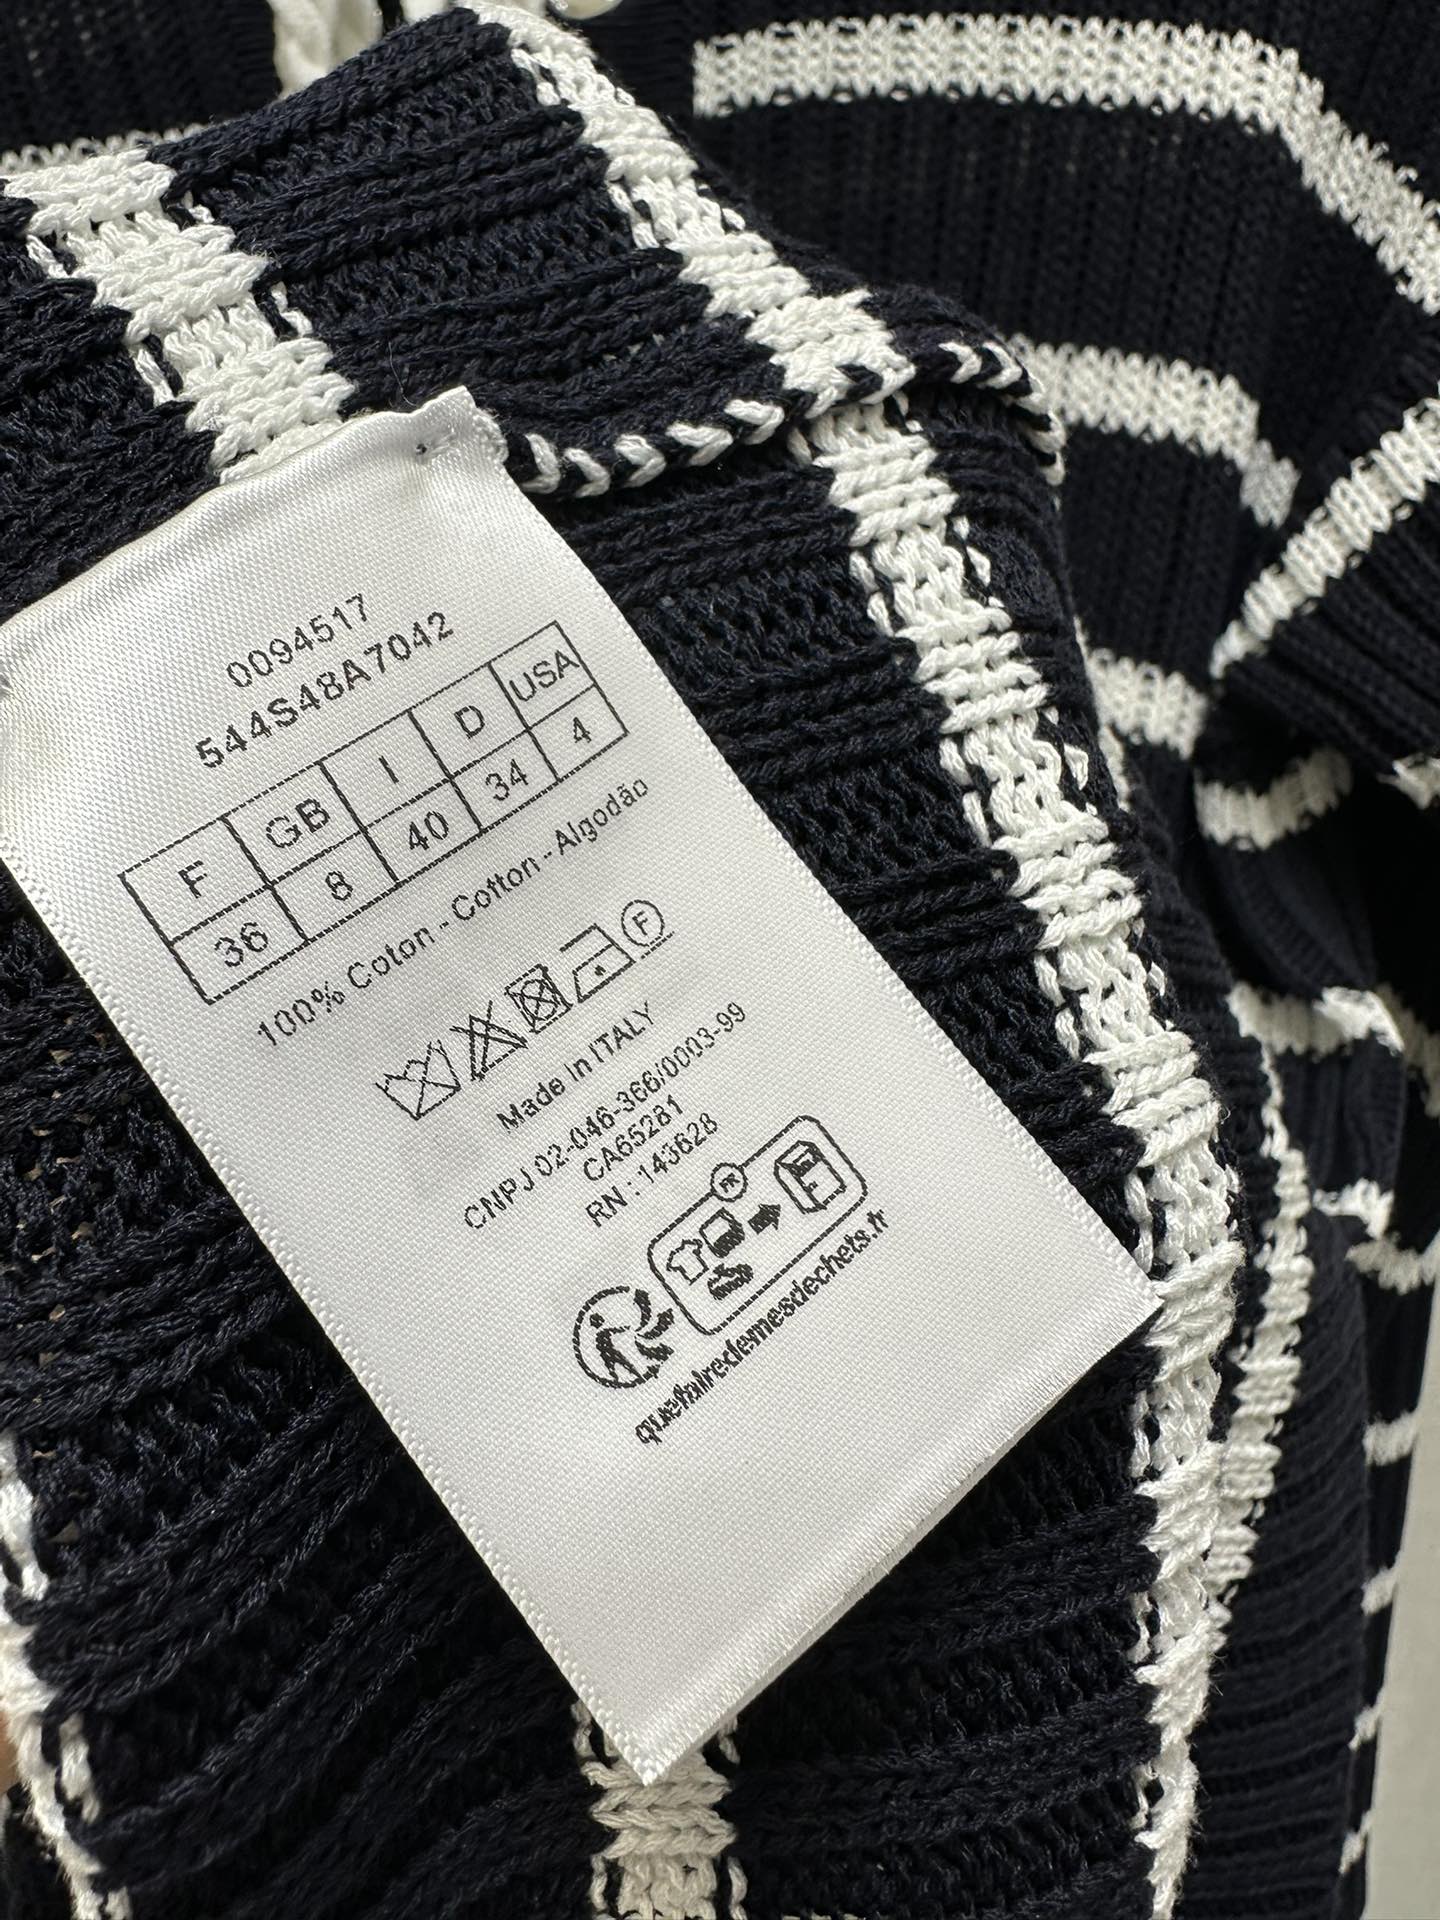 0094517
544S48A7042
F GB I D USA
36 8 40 34 4
100% Coton - Cotton - Algodão
F
Made in ITALY
CNPJ 02-046-366/0003-99
CA65281
RN : 143628
FR
quefairedemesdechets.fr